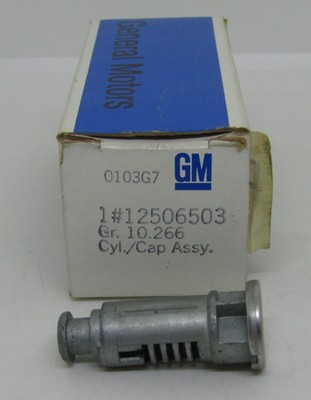 General Motors
0103G7
GM
1#12506503
Gr. 10.266
Cyl./Cap Assy.